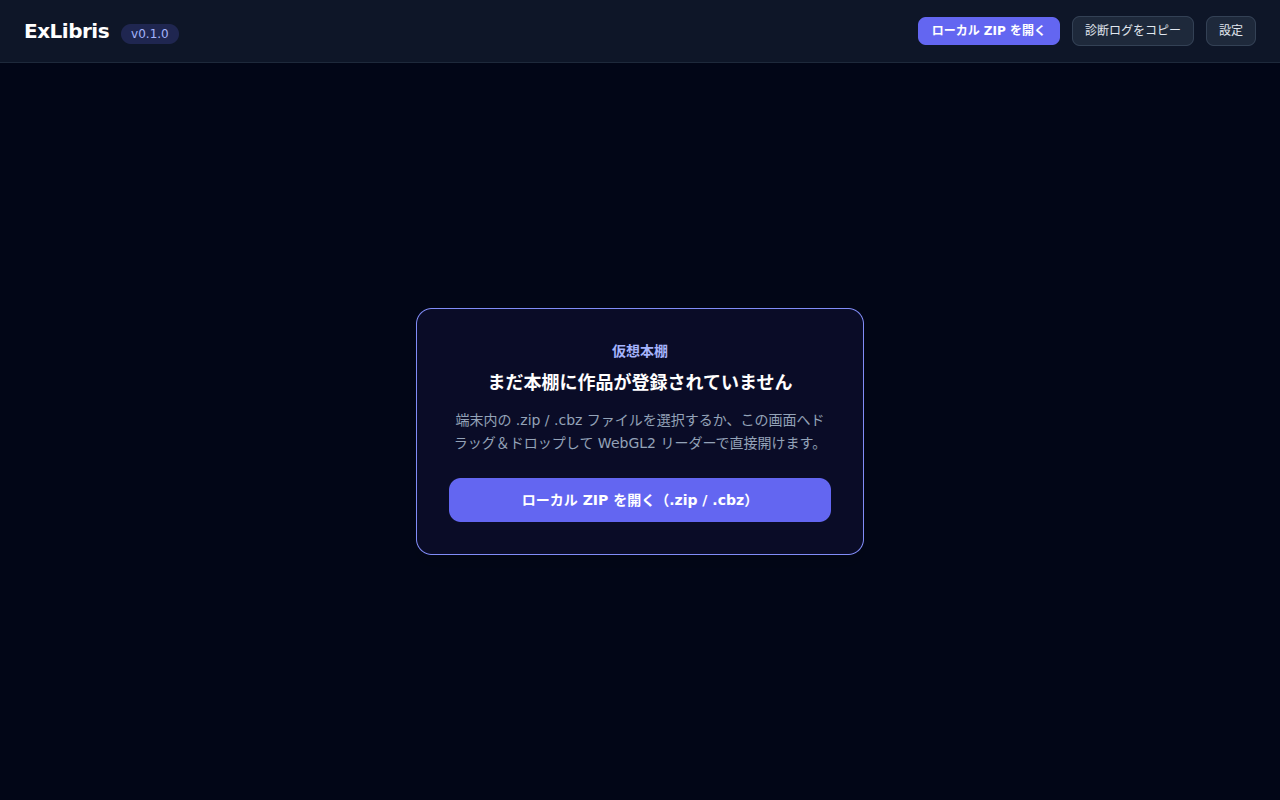 ExLibris
v0.1.0
ローカル ZIP を開く
診断ログをコピー
設定
仮想本棚
まだ本棚に作品が登録されていません
端末内の .zip / .cbz ファイルを選択するか、この画面へド
ラッグ＆ドロップして WebGL2 リーダーで直接開けます。
ローカル ZIP を開く（.zip / .cbz）